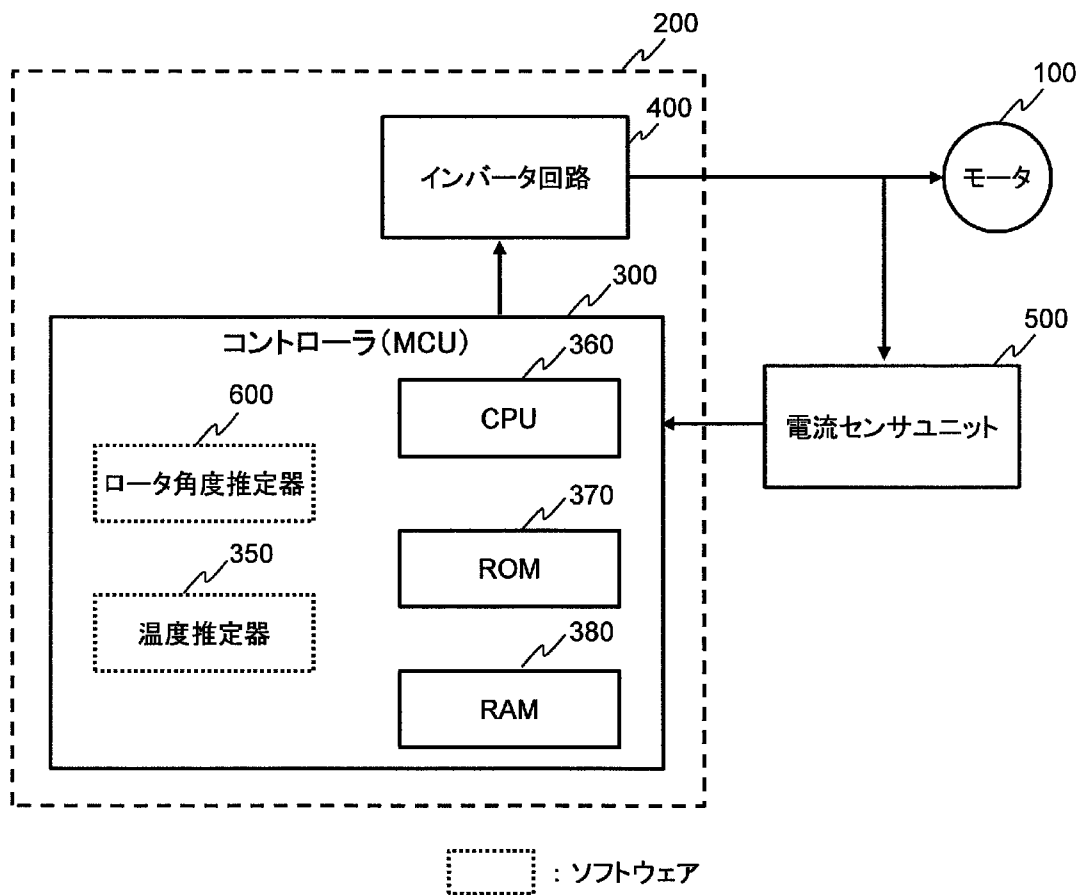 200
100
400
インバータ回路
モータ
300
コントローラ(MCU)
360
500
CPU
電流センサユニット
600
ロータ角度推定器
370
ROM
350
温度推定器
380
RAM
: ソフトウェア